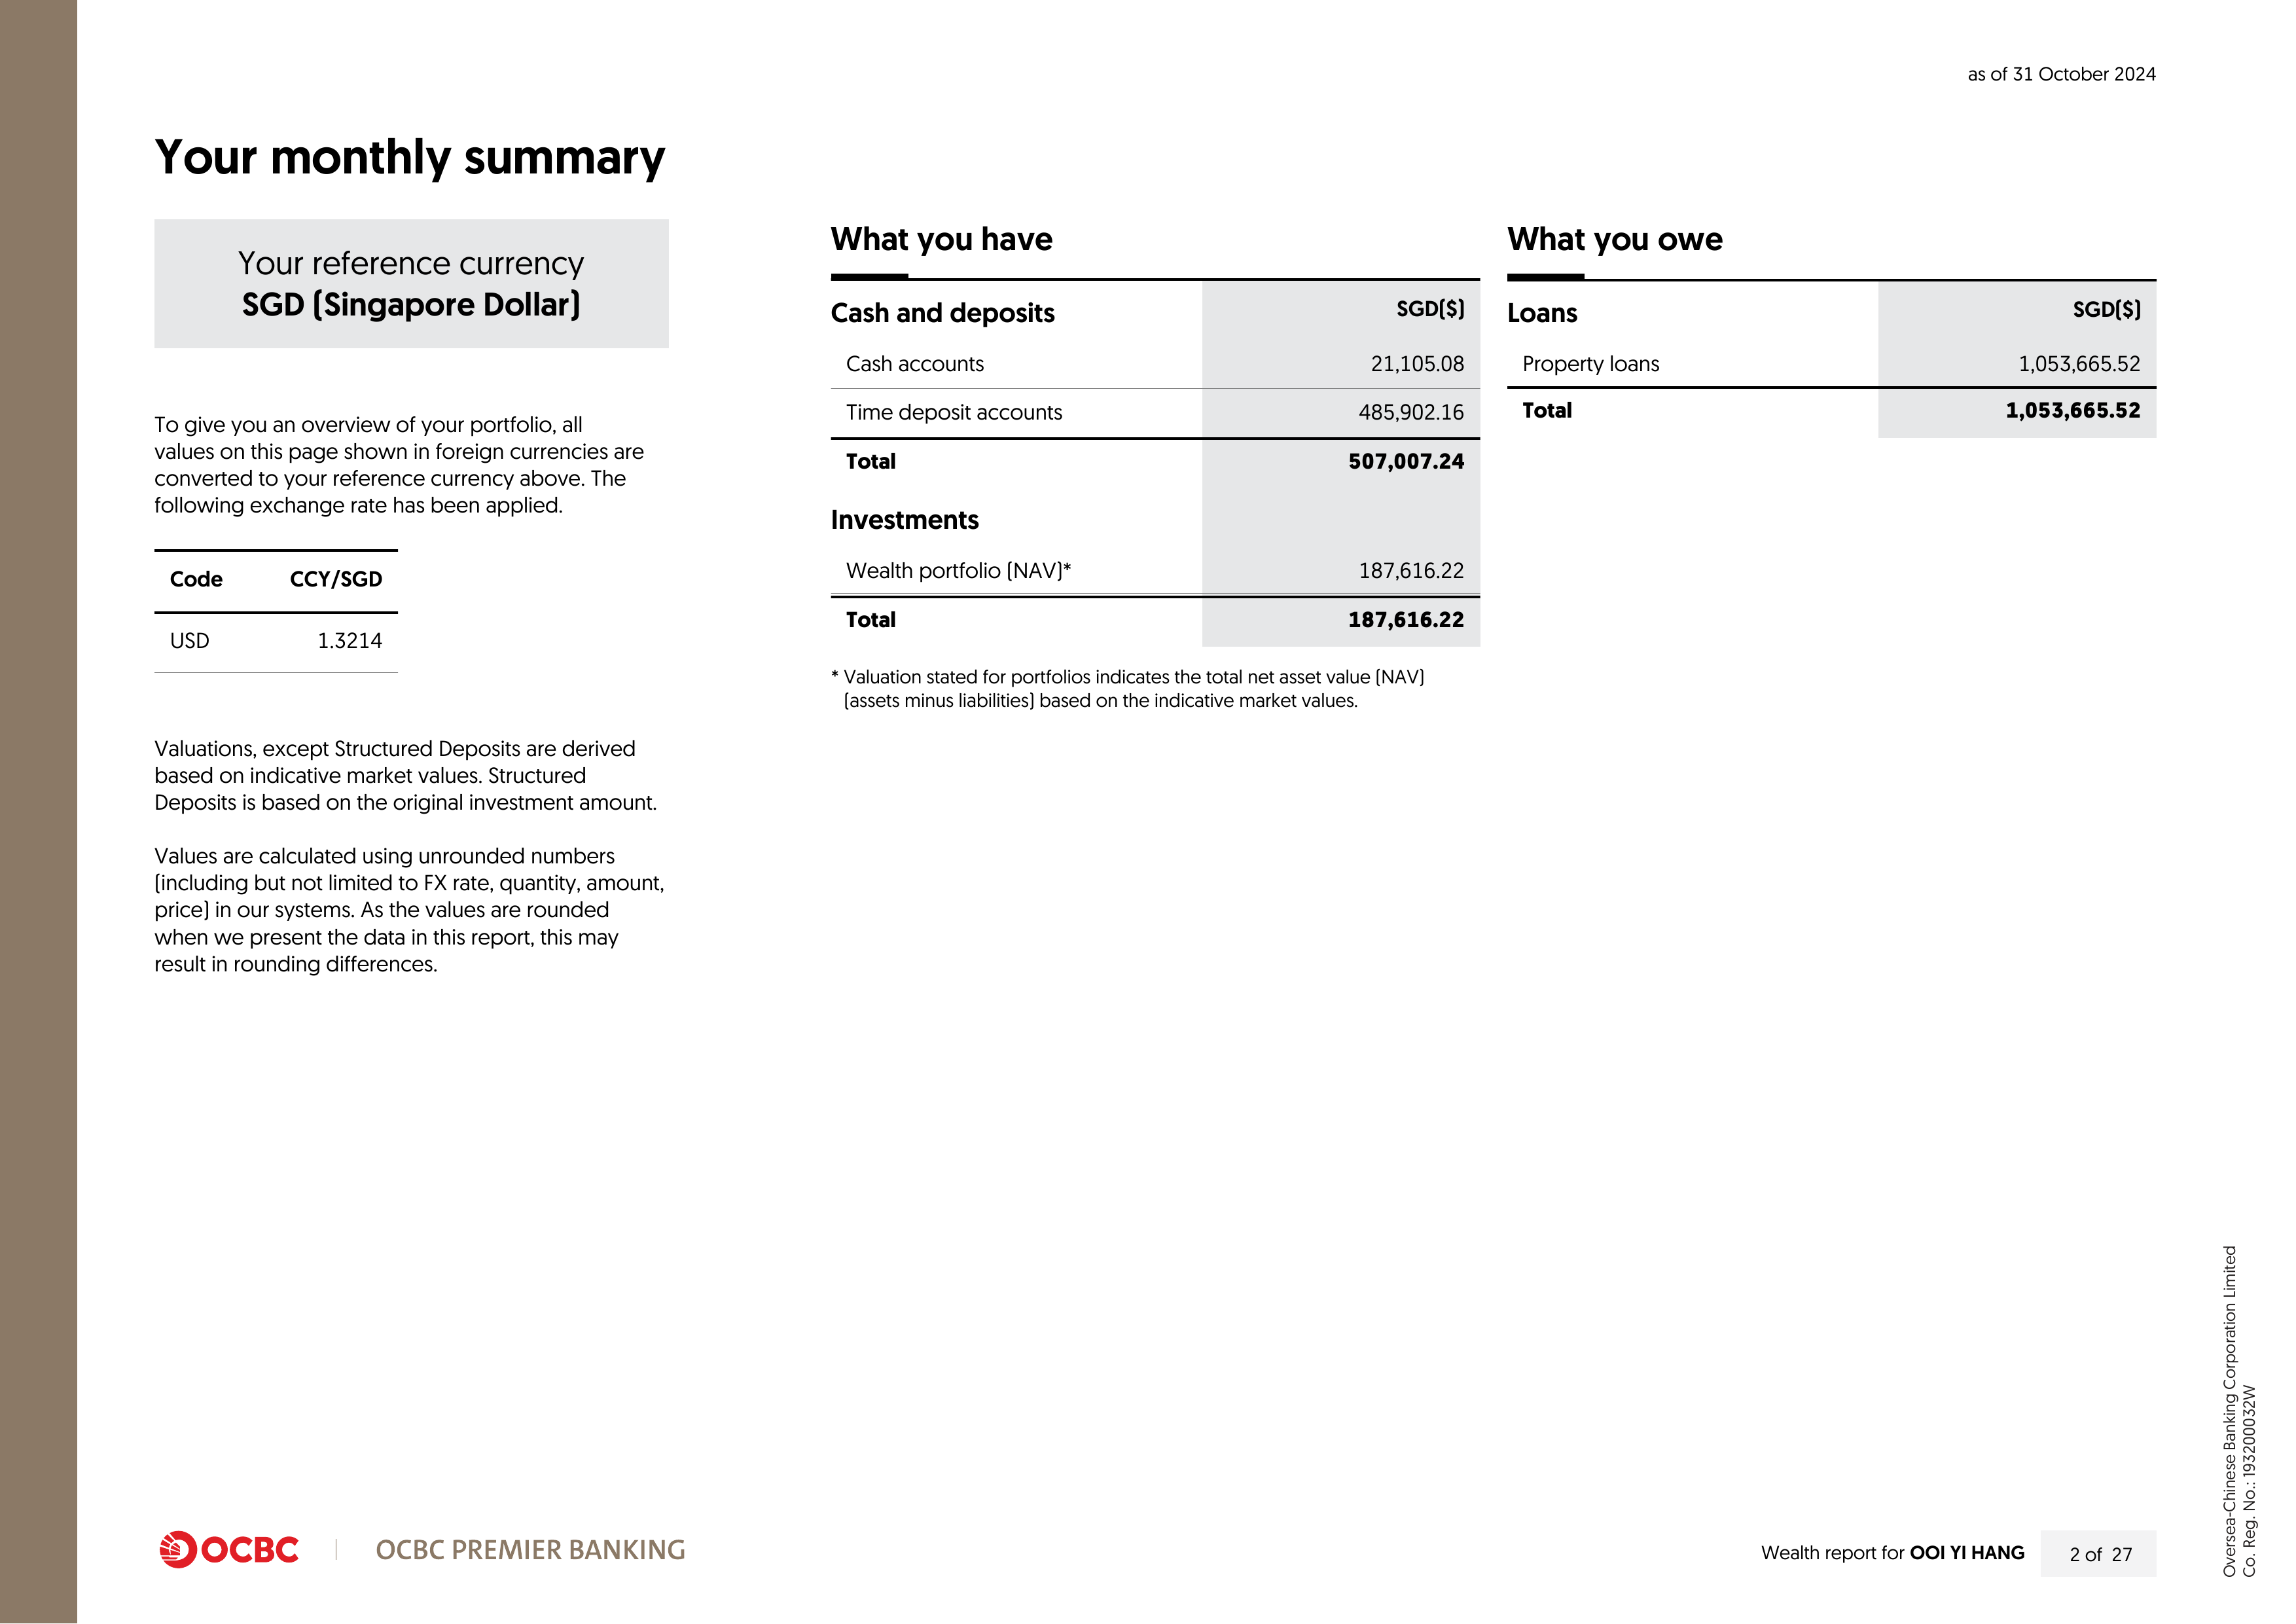 as of 31 October 2024
Your monthly summary
Your reference currency
SGD (Singapore Dollar)
To give you an overview of your portfolio, all
values on this page shown in foreign currencies are
converted to your reference currency above. The
following exchange rate has been applied.
Code CCY/SGD
USD 1.3214
Valuations, except Structured Deposits are derived
based on indicative market values. Structured
Deposits is based on the original investment amount.
Values are calculated using unrounded numbers
(including but not limited to FX rate, quantity, amount,
price) in our systems. As the values are rounded
when we present the data in this report, this may
result in rounding differences.
What you have
Cash and deposits SGD($)
Cash accounts 21,105.08
Time deposit accounts 485,902.16
Total 507,007.24
Investments
Wealth portfolio (NAV)* 187,616.22
Total 187,616.22
* Valuation stated for portfolios indicates the total net asset value (NAV)
(assets minus liabilities) based on the indicative market values.
What you owe
Loans SGD($)
Property loans 1,053,665.52
Total 1,053,665.52
OCBC | OCBC PREMIER BANKING
Wealth report for OOI YI HANG 2 of 27
Oversea-Chinese Banking Corporation Limited
Co. Reg. No.: 193200032W